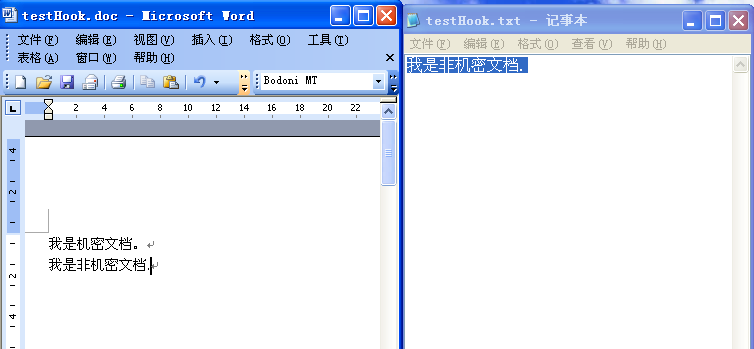 testHook.doc - Microsoft Word
文件(F) 编辑(E) 视图(V) 插入(I) 格式(O) 工具(T)
表格(A) 窗口(W) 帮助(H)
Bodoni MT
2 4 6 8 10 12 14 16 18 20 22
4
2
2
4
我是机密文档。
我是非机密文档.
testHook.txt - 记事本
文件(F) 编辑(E) 格式(O) 查看(V) 帮助(H)
我是非机密文档.